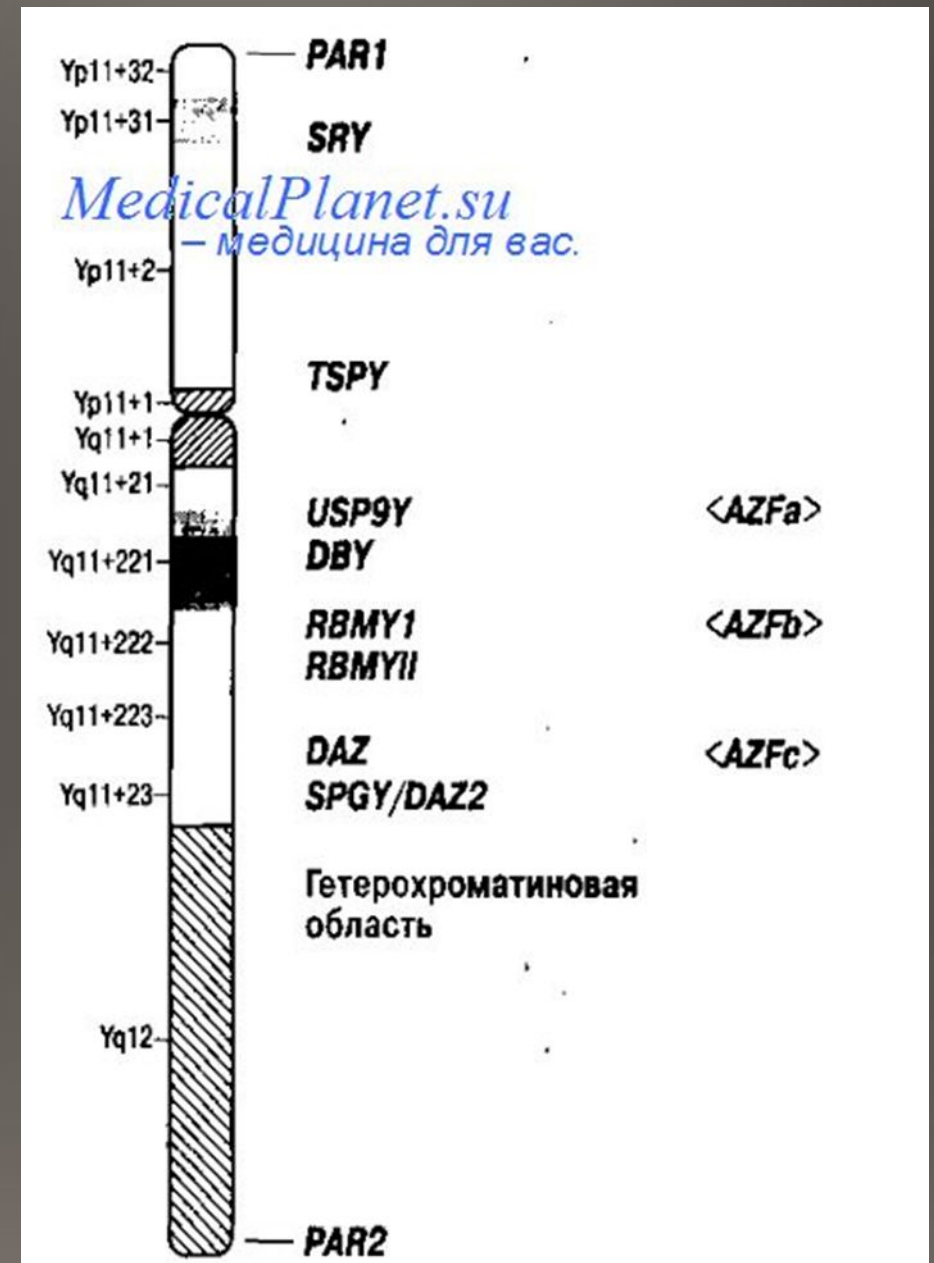 PAR1
Yp11+32
Yp11+31
SRY
MedicalPlanet.su
– медицина для вас.
Yp11+2
TSPY
Yp11+1
Yq11+1
Yq11+21
USP9Y <AZFa>
DBY
Yq11+221
RBMY1 <AZFb>
Yq11+222
RBMYII
Yq11+223
DAZ <AZFc>
Yq11+23
SPGY/DAZ2
Гетерохроматиновая
область
Yq12
PAR2